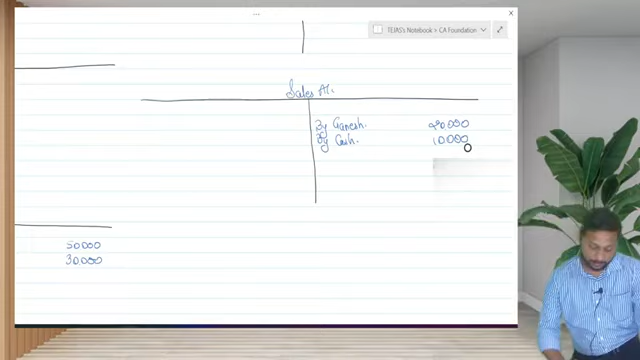 TEJAS's Notebook > CA Foundation
Sales A/c.
By Ganesh. 20,000
By Cash. 10,000
50,000
30,000